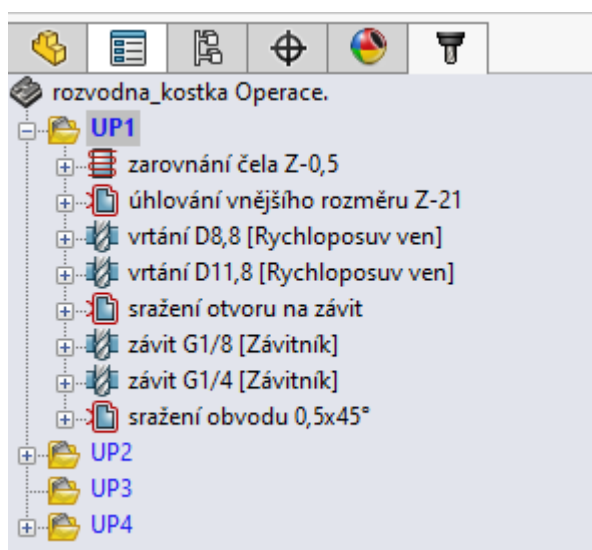 rozvodna_kostka Operace.
UP1
zarovnání čela Z-0,5
úhlování vnějšího rozměru Z-21
vrtání D8,8 [Rychloposuv ven]
vrtání D11,8 [Rychloposuv ven]
sražení otvoru na závit
závit G1/8 [Závitník]
závit G1/4 [Závitník]
sražení obvodu 0,5x45°
UP2
UP3
UP4